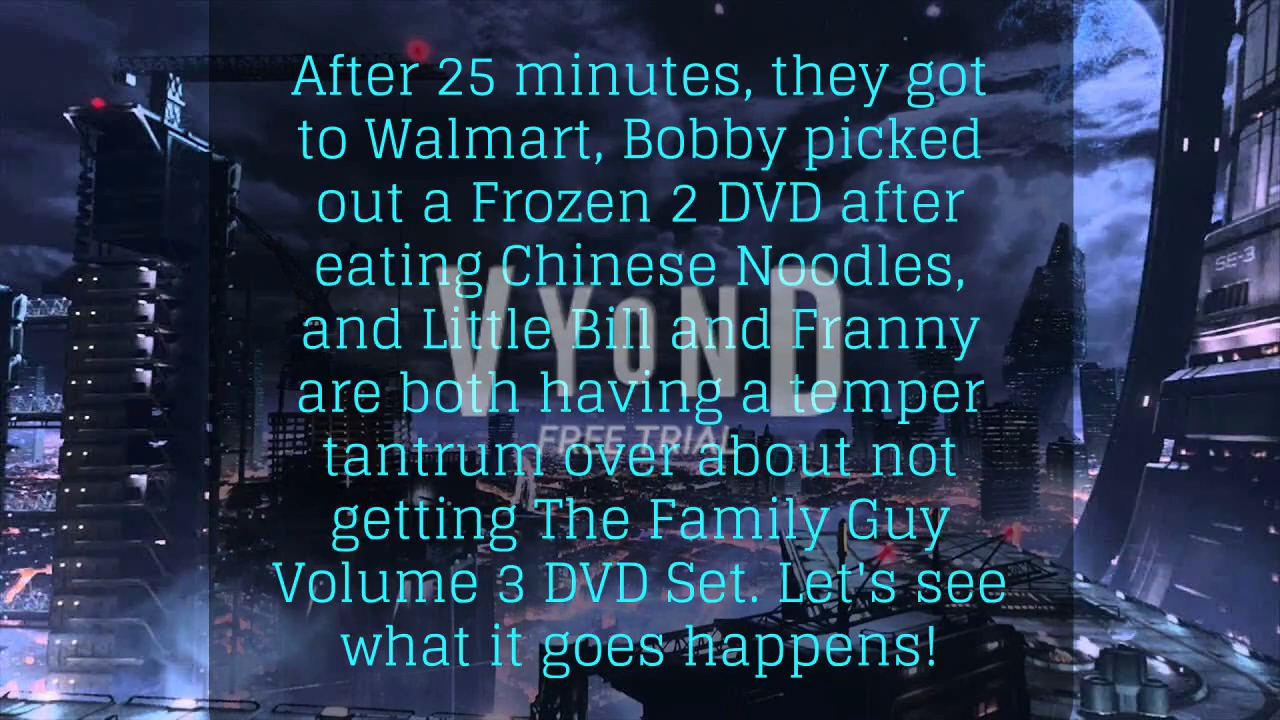 After 25 minutes, they got
to Walmart, Bobby picked
out a Frozen 2 DVD after
eating Chinese Noodles,
and Little Bill and Franny
are both having a temper
tantrum over about not
getting The Family Guy
Volume 3 DVD Set. Let's see
what it goes happens!
VYOND
FREE TRIAL
SE-3